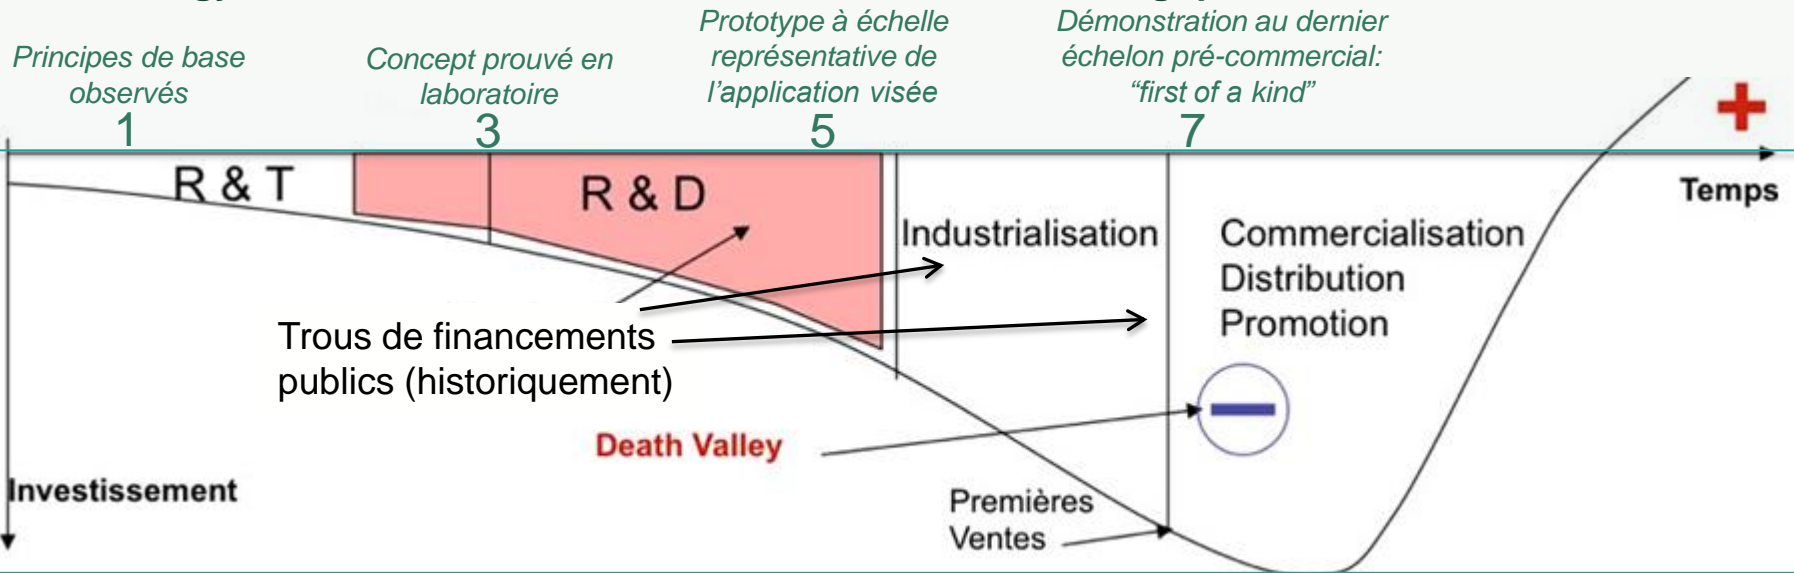 Principes de base
observés
1
Concept prouvé en
laboratoire
3
Prototype à échelle
représentative de
l’application visée
5
Démonstration au dernier
échelon pré-commercial:
“first of a kind”
7
R & T
R & D
Industrialisation
Commercialisation
Distribution
Promotion
Temps
Trous de financements
publics (historiquement)
Death Valley
Investissement
Premières
Ventes